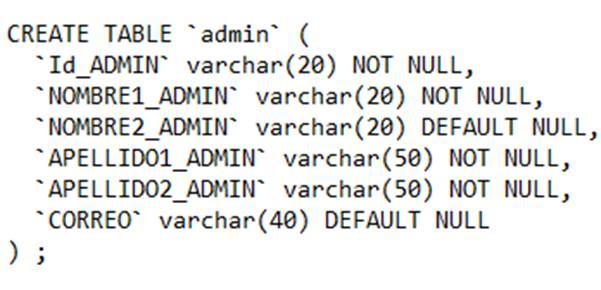 CREATE TABLE `admin` (
  `Id_ADMIN` varchar(20) NOT NULL,
  `NOMBRE1_ADMIN` varchar(20) NOT NULL,
  `NOMBRE2_ADMIN` varchar(20) DEFAULT NULL,
  `APELLIDO1_ADMIN` varchar(50) NOT NULL,
  `APELLIDO2_ADMIN` varchar(50) NOT NULL,
  `CORREO` varchar(40) DEFAULT NULL
) ;